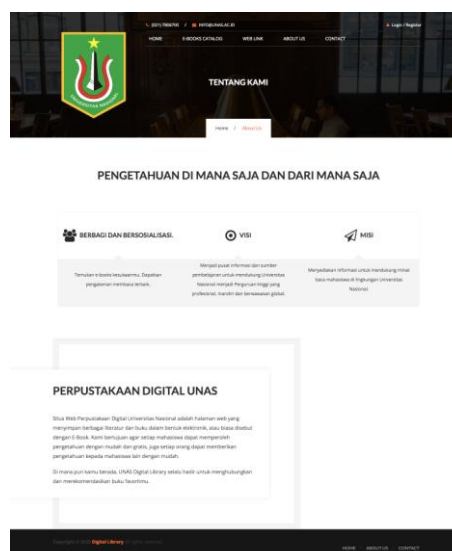 (021) 7806700 / INFO@UNAS.AC.ID Login / Register
HOME E-BOOKS CATALOG WEB LINK ABOUT US CONTACT
UNIVERSITAS NASIONAL
TENTANG KAMI
Home / About Us
PENGETAHUAN DI MANA SAJA DAN DARI MANA SAJA
BERBAGI DAN BERSOSIALISASI.
Temukan e-books kesukaanmu, Dapatkan
pengalaman membaca terbaik.
VISI
Menjadi pusat informasi dan sumber
pembelajaran untuk mendukung Universitas
Nasional menjadi Perguruan tinggi yang
profesional, mandiri dan berwawasan global.
MISI
Menyediakan informasi untuk mendukung minat
baca mahasiswa di lingkungan Universitas
Nasional.
PERPUSTAKAAN DIGITAL UNAS
Situs Web Perpustakaan Digital Universitas Nasional adalah halaman web yang
menyimpan berbagai literatur dan buku dalam bentuk elektronik, atau biasa disebut
dengan E-Book. Kami bertujuan agar setiap mahasiswa dapat memperoleh
pengetahuan dengan mudah dan gratis, juga setiap orang dapat memberikan
pengetahuan kepada mahasiswa lain dengan mudah.
Di mana pun kamu berada, UNAS Digital Library selalu hadir untuk menghubungkan
dan merekomendasikan buku favoritmu.
Digital Library
HOME ABOUT US CONTACT